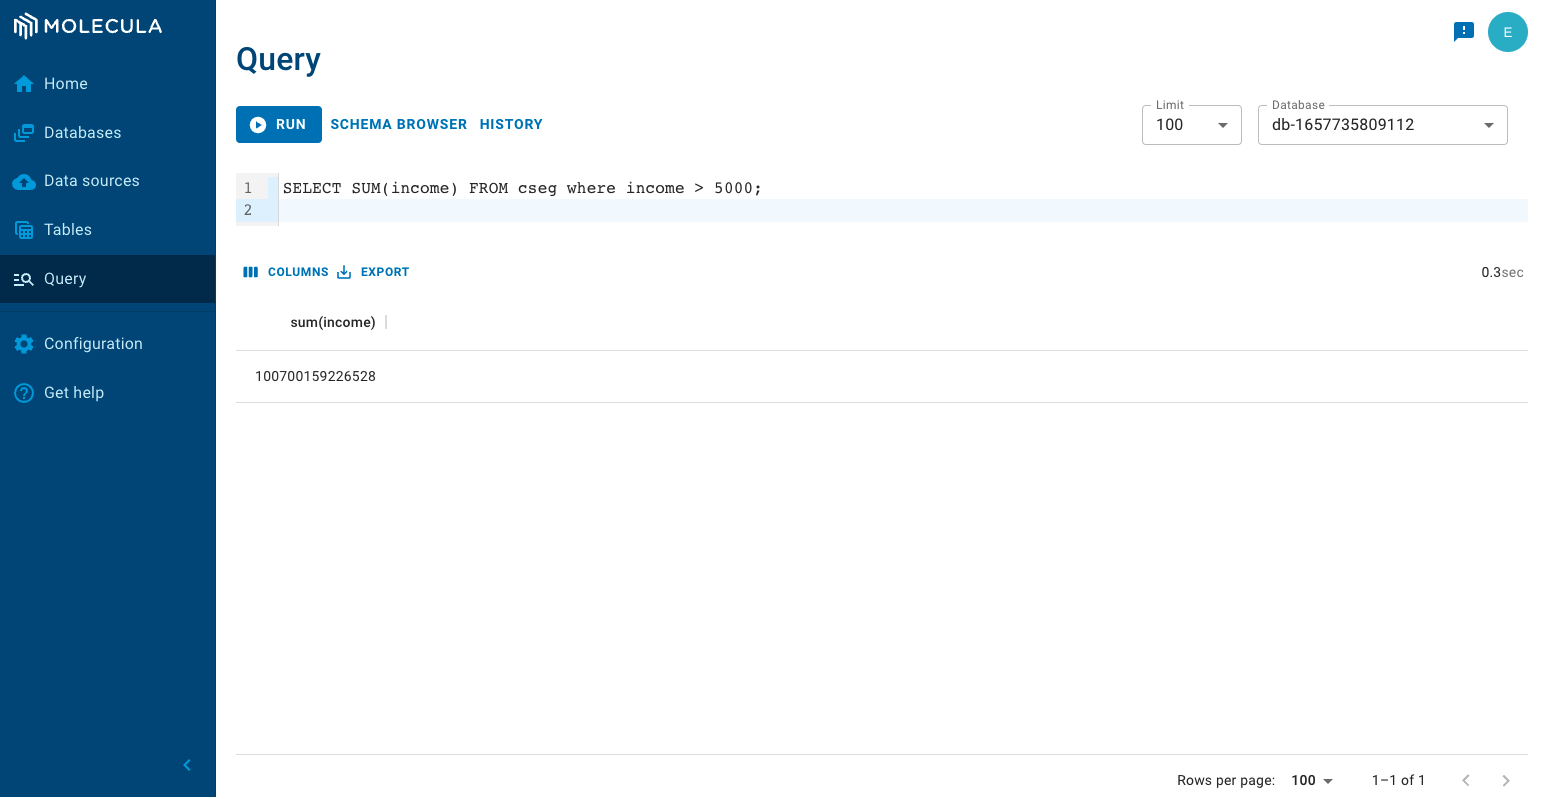 MOLECULA
Home
Databases
Data sources
Tables
Query
Configuration
Get help
E
Query
RUN SCHEMA BROWSER HISTORY
Limit
100
Database
db-1657735809112
1 SELECT SUM(income) FROM cseg where income > 5000;
2
COLUMNS EXPORT
0.3sec
sum(income)
100700159226528
Rows per page: 100 1–1 of 1